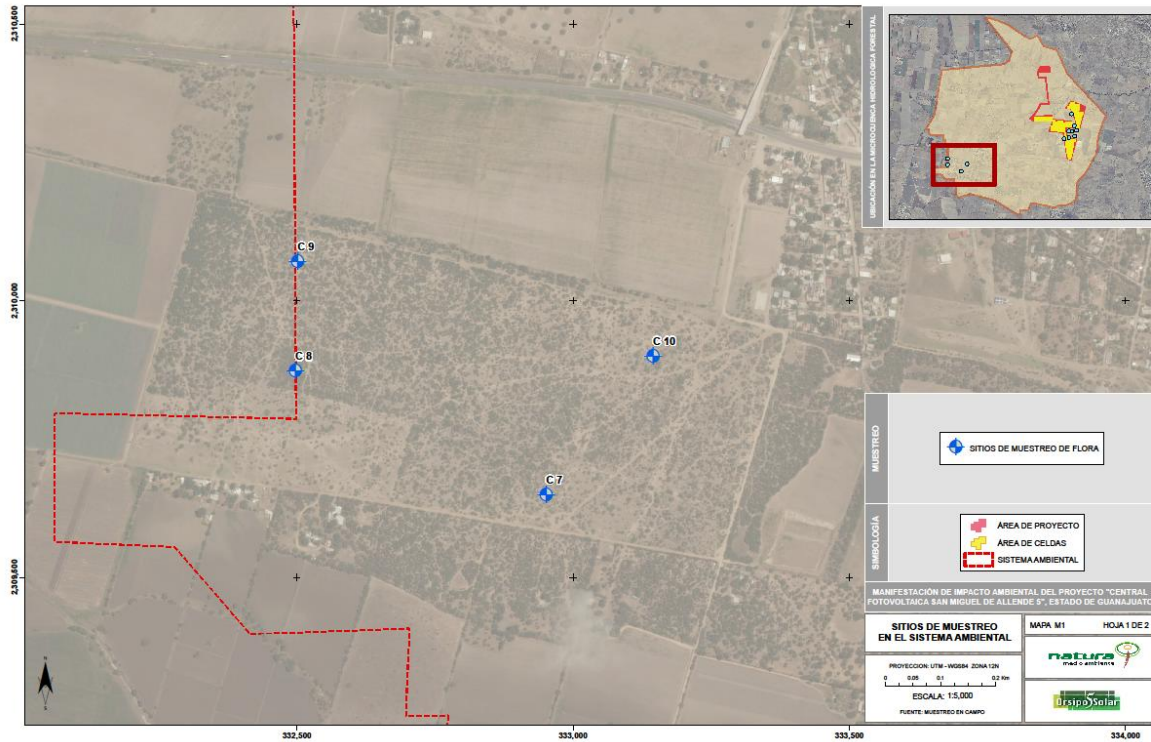 2,310,500
2,310,000
2,309,500
C 9
C 8
C 10
C 7
332,500
333,000
333,500
334,000
UBICACIÓN EN LA MICROCUENCA HIDROLOGICA FORESTAL
MUESTREO
SITIOS DE MUESTREO DE FLORA
SIMBOLOGÍA
ÁREA DE PROYECTO
ÁREA DE CELDAS
SISTEMA AMBIENTAL
MANIFESTACIÓN DE IMPACTO AMBIENTAL DEL PROYECTO "CENTRAL
FOTOVOLTAICA SAN MIGUEL DE ALLENDE 5", ESTADO DE GUANAJUATO
SITIOS DE MUESTREO
EN EL SISTEMA AMBIENTAL
MAPA M1 HOJA 1 DE 2
PROYECCION: UTM - WGS84 ZONA 12N
0 0.05 0.1 0.2 Km
ESCALA: 1:5,000
FUENTE: MUESTREO EN CAMPO
natura
medio ambiente
Ursipo5Solar
N
S